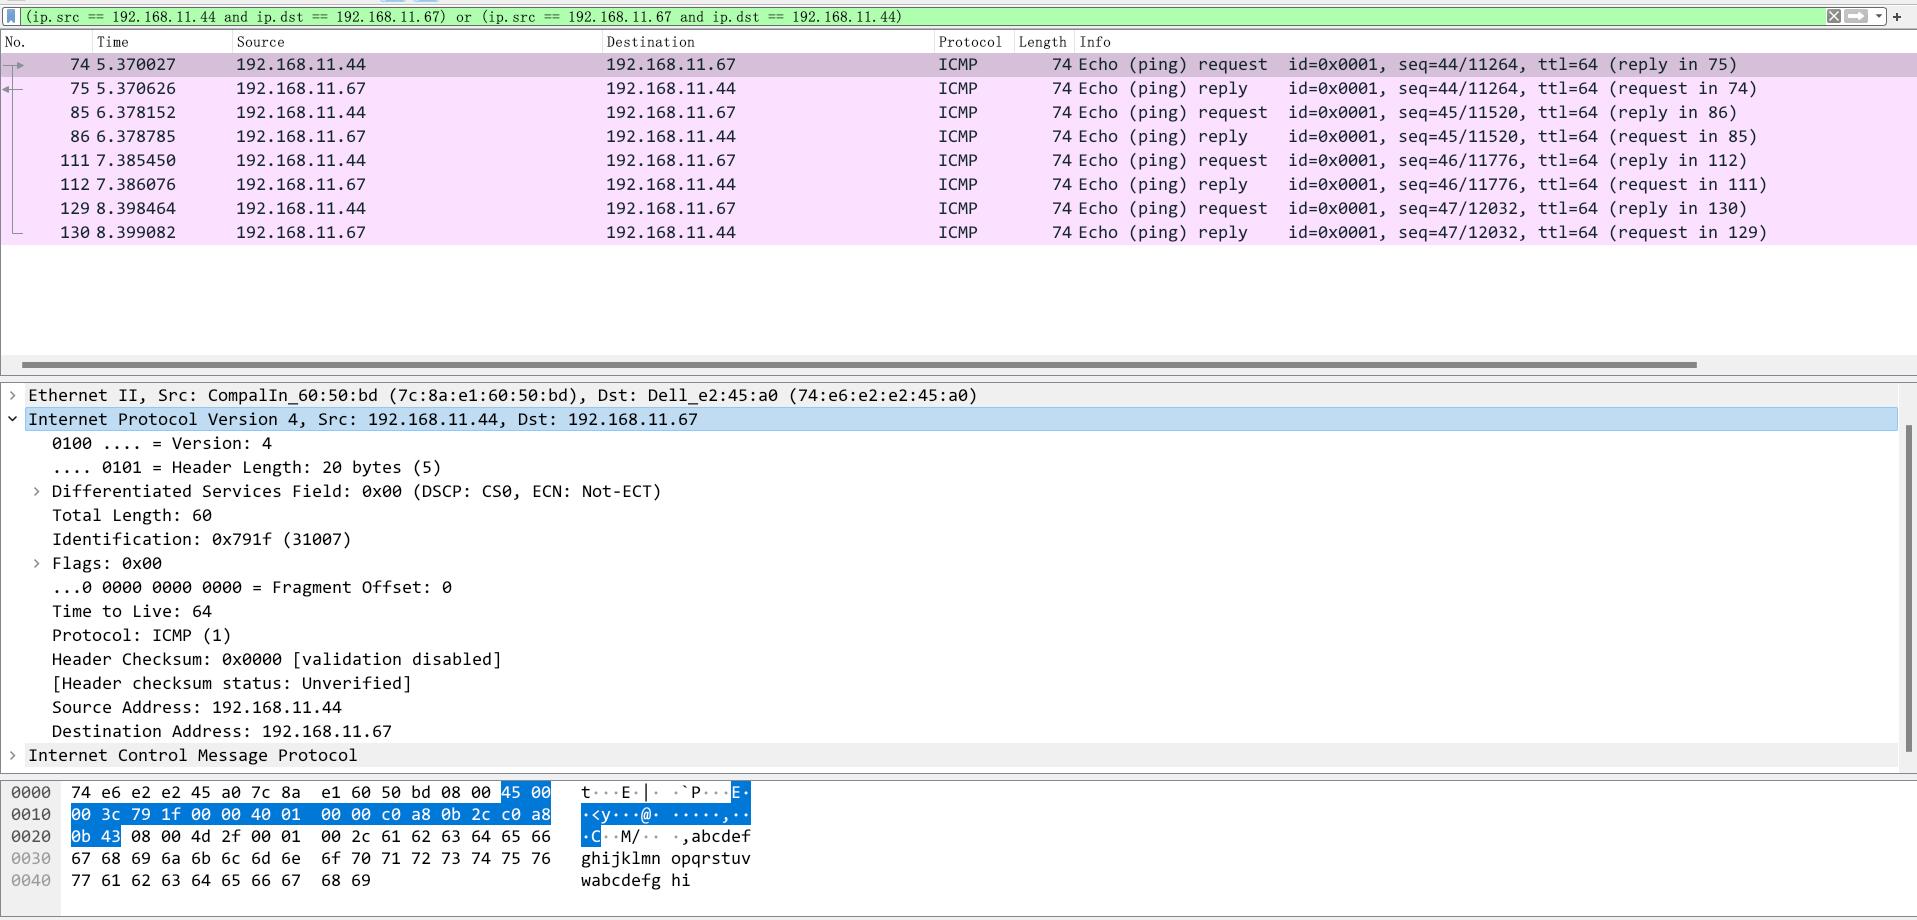 (ip.src == 192.168.11.44 and ip.dst == 192.168.11.67) or (ip.src == 192.168.11.67 and ip.dst == 192.168.11.44)
No. Time Source Destination Protocol Length Info
74 5.370027 192.168.11.44 192.168.11.67 ICMP 74 Echo (ping) request id=0x0001, seq=44/11264, ttl=64 (reply in 75)
75 5.370626 192.168.11.67 192.168.11.44 ICMP 74 Echo (ping) reply id=0x0001, seq=44/11264, ttl=64 (request in 74)
85 6.378152 192.168.11.44 192.168.11.67 ICMP 74 Echo (ping) request id=0x0001, seq=45/11520, ttl=64 (reply in 86)
86 6.378785 192.168.11.67 192.168.11.44 ICMP 74 Echo (ping) reply id=0x0001, seq=45/11520, ttl=64 (request in 85)
111 7.385450 192.168.11.44 192.168.11.67 ICMP 74 Echo (ping) request id=0x0001, seq=46/11776, ttl=64 (reply in 112)
112 7.386076 192.168.11.67 192.168.11.44 ICMP 74 Echo (ping) reply id=0x0001, seq=46/11776, ttl=64 (request in 111)
129 8.398464 192.168.11.44 192.168.11.67 ICMP 74 Echo (ping) request id=0x0001, seq=47/12032, ttl=64 (reply in 130)
130 8.399082 192.168.11.67 192.168.11.44 ICMP 74 Echo (ping) reply id=0x0001, seq=47/12032, ttl=64 (request in 129)
Ethernet II, Src: CompalIn_60:50:bd (7c:8a:e1:60:50:bd), Dst: Dell_e2:45:a0 (74:e6:e2:e2:45:a0)
Internet Protocol Version 4, Src: 192.168.11.44, Dst: 192.168.11.67
0100 .... = Version: 4
.... 0101 = Header Length: 20 bytes (5)
Differentiated Services Field: 0x00 (DSCP: CS0, ECN: Not-ECT)
Total Length: 60
Identification: 0x791f (31007)
Flags: 0x00
...0 0000 0000 0000 = Fragment Offset: 0
Time to Live: 64
Protocol: ICMP (1)
Header Checksum: 0x0000 [validation disabled]
[Header checksum status: Unverified]
Source Address: 192.168.11.44
Destination Address: 192.168.11.67
Internet Control Message Protocol
0000 74 e6 e2 e2 45 a0 7c 8a e1 60 50 bd 08 00 45 00 t···E·|· ·`P···E·
0010 00 3c 79 1f 00 00 40 01 00 00 c0 a8 0b 2c c0 a8 ·<y···@· ·····,··
0020 0b 43 08 00 4d 2f 00 01 00 2c 61 62 63 64 65 66 ·C··M/·· ·,abcdef
0030 67 68 69 6a 6b 6c 6d 6e 6f 70 71 72 73 74 75 76 ghijklmn opqrstuv
0040 77 61 62 63 64 65 66 67 68 69 wabcdefg hi